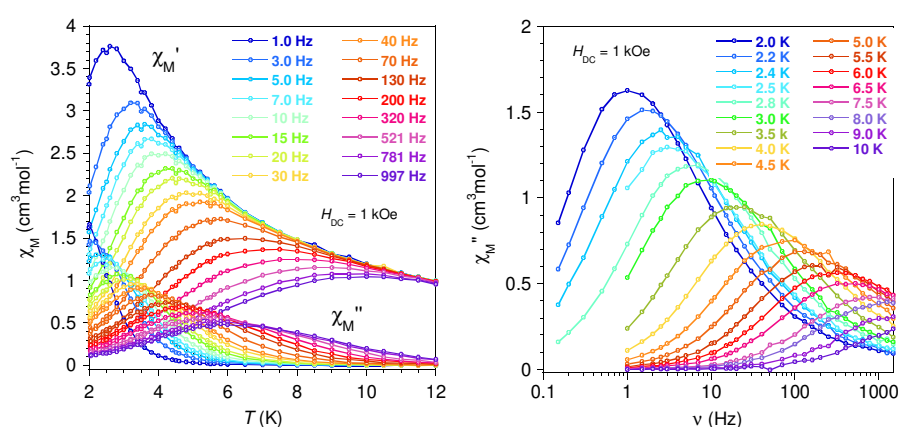 4
3.5
3
2.5
2
1.5
1
0.5
0
χM (cm³mol⁻¹)
χM'
1.0 Hz
3.0 Hz
5.0 Hz
7.0 Hz
10 Hz
15 Hz
20 Hz
30 Hz
40 Hz
70 Hz
130 Hz
200 Hz
320 Hz
521 Hz
781 Hz
997 Hz
HDC = 1 kOe
χM"
2 4 6 8 10 12
T (K)
2
1.5
1
0.5
0
χM" (cm³mol⁻¹)
HDC = 1 kOe
2.0 K
2.2 K
2.4 K
2.5 K
2.8 K
3.0 K
3.5 k
4.0 K
4.5 K
5.0 K
5.5 K
6.0 K
6.5 K
7.5 K
8.0 K
9.0 K
10 K
0.1 1 10 100 1000
ν (Hz)